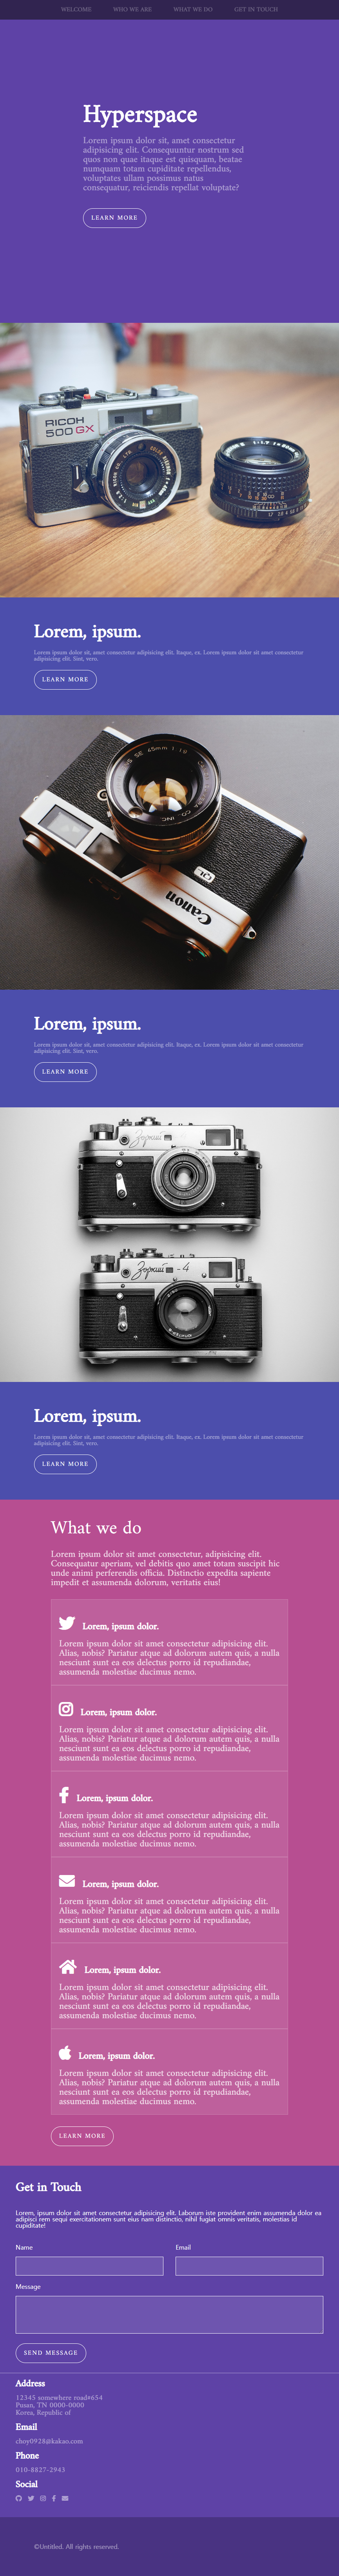 WELCOME WHO WE ARE WHAT WE DO GET IN TOUCH
Hyperspace
Lorem ipsum dolor sit, amet consectetur
adipisicing elit. Consequuntur nostrum sed
quos non quae itaque est quisquam, beatae
numquam totam cupiditate repellendus,
voluptates ullam possimus natus
consequatur, reiciendis repellat voluptate?
LEARN MORE
RICOH
500 GX
Lorem, ipsum.
Lorem ipsum dolor sit, amet consectetur adipisicing elit. Itaque, ex. Lorem ipsum dolor sit amet consectetur
adipisicing elit. Sint, vero.
LEARN MORE
Canon
Lorem, ipsum.
Lorem ipsum dolor sit, amet consectetur adipisicing elit. Itaque, ex. Lorem ipsum dolor sit amet consectetur
adipisicing elit. Sint, vero.
LEARN MORE
Зоркий
Зоркий - 4
Lorem, ipsum.
Lorem ipsum dolor sit, amet consectetur adipisicing elit. Itaque, ex. Lorem ipsum dolor sit amet consectetur
adipisicing elit. Sint, vero.
LEARN MORE
What we do
Lorem ipsum dolor sit amet consectetur, adipisicing elit.
Consequatur aperiam, vel debitis quo amet totam suscipit hic
unde animi perferendis officia. Distinctio expedita sapiente
impedit et assumenda dolorum, veritatis eius!
Lorem, ipsum dolor.
Lorem ipsum dolor sit amet consectetur adipisicing elit.
Alias, nobis? Pariatur atque ad dolorum autem quis, a nulla
nesciunt sunt ea eos delectus porro id repudiandae,
assumenda molestiae ducimus nemo.
Lorem, ipsum dolor.
Lorem ipsum dolor sit amet consectetur adipisicing elit.
Alias, nobis? Pariatur atque ad dolorum autem quis, a nulla
nesciunt sunt ea eos delectus porro id repudiandae,
assumenda molestiae ducimus nemo.
Lorem, ipsum dolor.
Lorem ipsum dolor sit amet consectetur adipisicing elit.
Alias, nobis? Pariatur atque ad dolorum autem quis, a nulla
nesciunt sunt ea eos delectus porro id repudiandae,
assumenda molestiae ducimus nemo.
Lorem, ipsum dolor.
Lorem ipsum dolor sit amet consectetur adipisicing elit.
Alias, nobis? Pariatur atque ad dolorum autem quis, a nulla
nesciunt sunt ea eos delectus porro id repudiandae,
assumenda molestiae ducimus nemo.
Lorem, ipsum dolor.
Lorem ipsum dolor sit amet consectetur adipisicing elit.
Alias, nobis? Pariatur atque ad dolorum autem quis, a nulla
nesciunt sunt ea eos delectus porro id repudiandae,
assumenda molestiae ducimus nemo.
Lorem, ipsum dolor.
Lorem ipsum dolor sit amet consectetur adipisicing elit.
Alias, nobis? Pariatur atque ad dolorum autem quis, a nulla
nesciunt sunt ea eos delectus porro id repudiandae,
assumenda molestiae ducimus nemo.
LEARN MORE
Get in Touch
Lorem, ipsum dolor sit amet consectetur adipisicing elit. Laborum iste provident enim assumenda dolor ea
adipisci rem sequi exercitationem sunt eius nam distinctio, nihil fugiat omnis veritatis, molestias id
cupiditate!
Name Email
Message
SEND MESSAGE
Address
12345 somewhere road#654
Pusan, TN 0000-0000
Korea, Republic of
Email
choy0928@kakao.com
Phone
010-8827-2943
Social
©Untitled. All rights reserved.